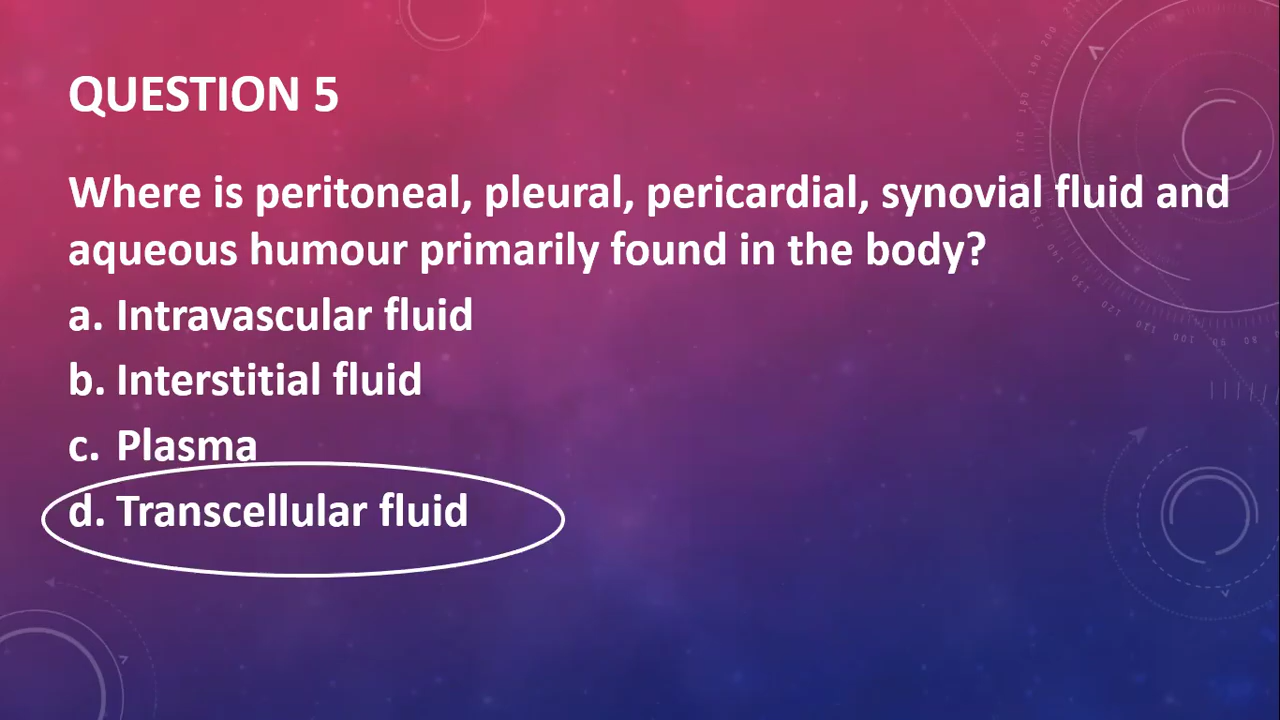 QUESTION 5
Where is peritoneal, pleural, pericardial, synovial fluid and
aqueous humour primarily found in the body?
a. Intravascular fluid
b. Interstitial fluid
c. Plasma
d. Transcellular fluid